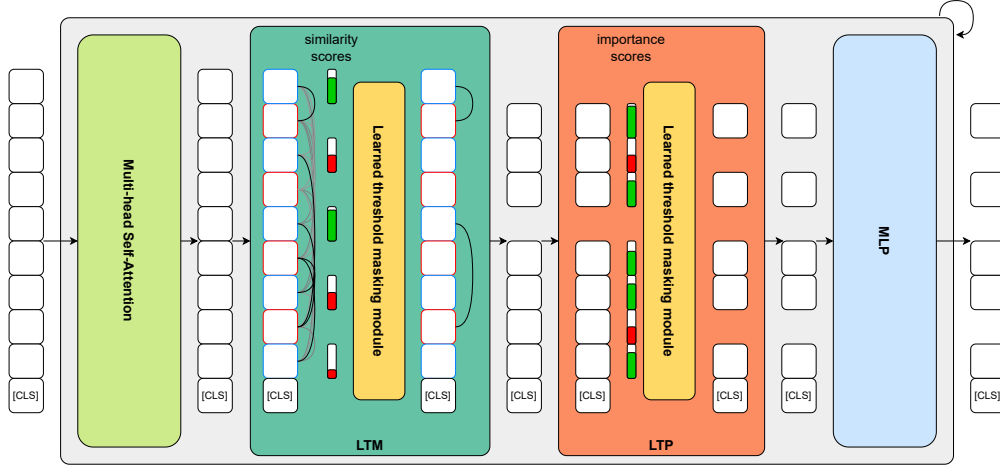 similarity
scores
importance
scores
Multi-head Self-Attention
Learned threshold masking module
Learned threshold masking module
MLP
[CLS]
[CLS]
[CLS]
[CLS]
[CLS]
[CLS]
[CLS]
[CLS]
[CLS]
LTM
LTP